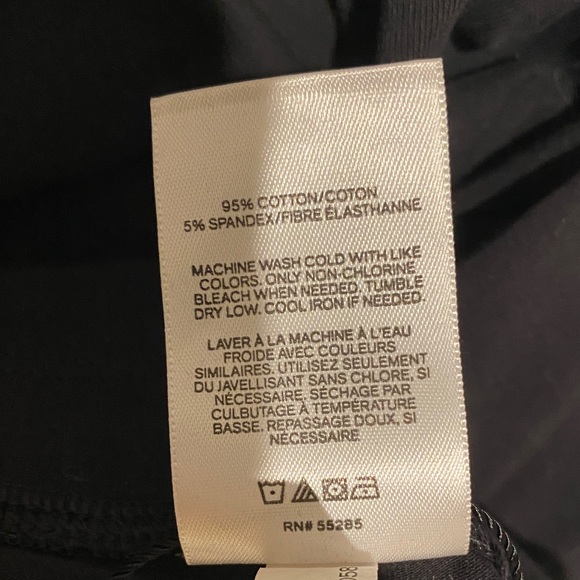 95% COTTON/COTON
5% SPANDEX/FIBRE ÉLASTHANNE
MACHINE WASH COLD WITH LIKE
COLORS. ONLY NON-CHLORINE
BLEACH WHEN NEEDED. TUMBLE
DRY LOW. COOL IRON IF NEEDED
LAVER À LA MACHINE À L'EAU
FROIDE AVEC COULEURS
SIMILAIRES. UTILISEZ SEULEMENT
DU JAVELLISANT SANS CHLORE, SI
NÉCESSAIRE. SÉCHAGE PAR
CULBUTAGE À TEMPÉRATURE
BASSE. REPASSAGE DOUX, SI
NÉCESSAIRE
RN# 55285